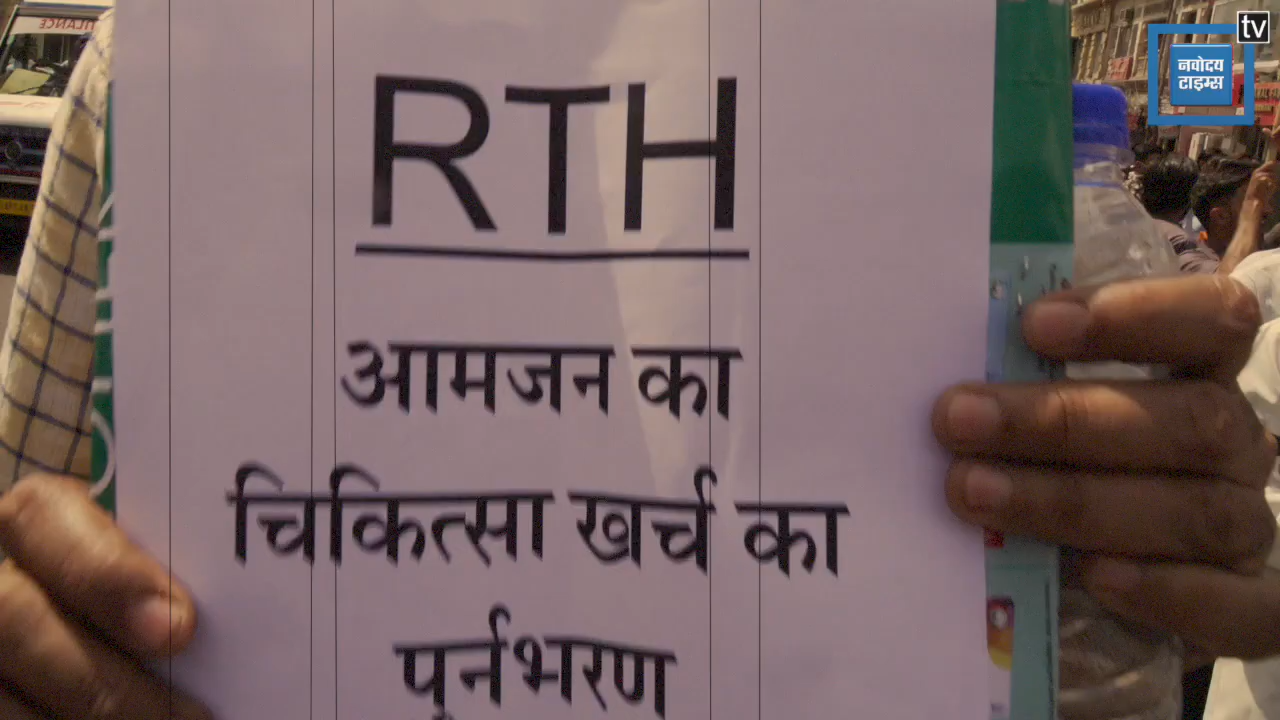 RTH
आमजन का
चिकित्सा खर्च का
पुर्नभरण
tv
नवोदय
टाइम्स